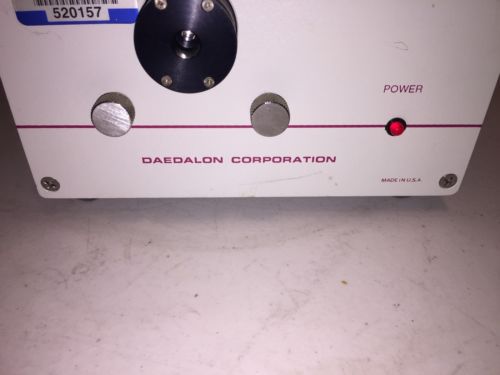 520157
POWER
DAEDALON CORPORATION
MADE IN U.S.A.